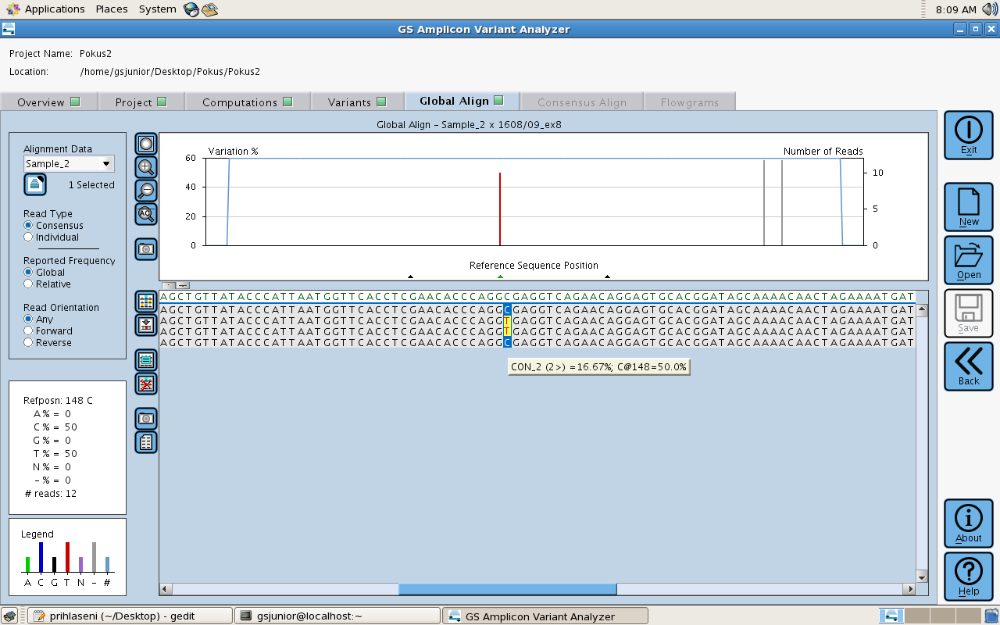 Applications Places System 8:09 AM
GS Amplicon Variant Analyzer
Project Name: Pokus2
Location: /home/gsjunior/Desktop/Pokus/Pokus2
Overview Project Computations Variants Global Align Consensus Align Flowgrams
Global Align – Sample_2 x 1608/09_ex8
Alignment Data
Sample_2
1 Selected
Read Type
Consensus
Individual
Reported Frequency
Global
Relative
Read Orientation
Any
Forward
Reverse
AC
Variation % Number of Reads
60
40
20
0
10
5
0
Reference Sequence Position
AGCTGTTATACCCATTAATGGTTCACCTCGAACACCCAGGCGAGGTCAGAACAGGAGTGCACGGATAGCAAAACAACTAGAAAATGAT
AGCTGTTATACCCATTAATGGTTCACCTCGAACACCCAGGCGAGGTCAGAACAGGAGTGCACGGATAGCAAAACAACTAGAAAATGAT
AGCTGTTATACCCATTAATGGTTCACCTCGAACACCCAGGTGAGGTCAGAACAGGAGTGCACGGATAGCAAAACAACTAGAAAATGAT
AGCTGTTATACCCATTAATGGTTCACCTCGAACACCCAGGTGAGGTCAGAACAGGAGTGCACGGATAGCAAAACAACTAGAAAATGAT
AGCTGTTATACCCATTAATGGTTCACCTCGAACACCCAGGCGAGGTCAGAACAGGAGTGCACGGATAGCAAAACAACTAGAAAATGAT
CON_2 (2>) =16.67%; C@148=50.0%
Refposn: 148 C
A % = 0
C % = 50
G % = 0
T % = 50
N % = 0
– % = 0
# reads: 12
Legend
A C G T N – #
Exit
New
Open
Save
Back
About
Help
prihlaseni (~/Desktop) - gedit gsjunior@localhost:~ GS Amplicon Variant Analyzer